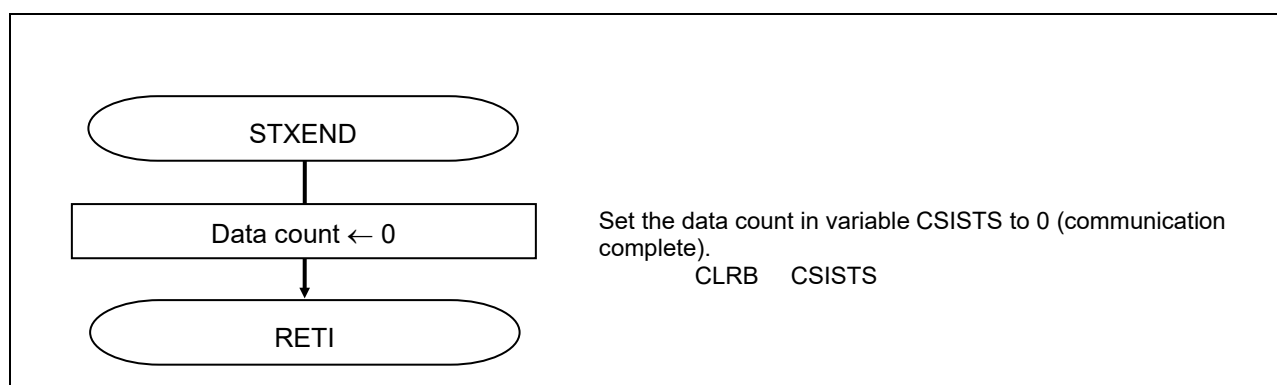 STXEND
Data count ← 0
Set the data count in variable CSISTS to 0 (communication
complete).
CLRB CSISTS
RETI